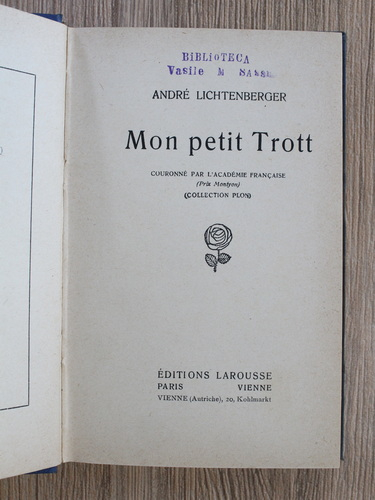 BIBLIOTECA
Vasile M
ANDRÉ LICHTENBERGER
Mon petit Trott
COURONNÉ PAR L'ACADÉMIE FRANÇAISE
(Prix Montyon)
(COLLECTION PLON)
ÉDITIONS LAROUSSE
PARIS VIENNE
VIENNE (Autriche), 20, Kohlmarkt